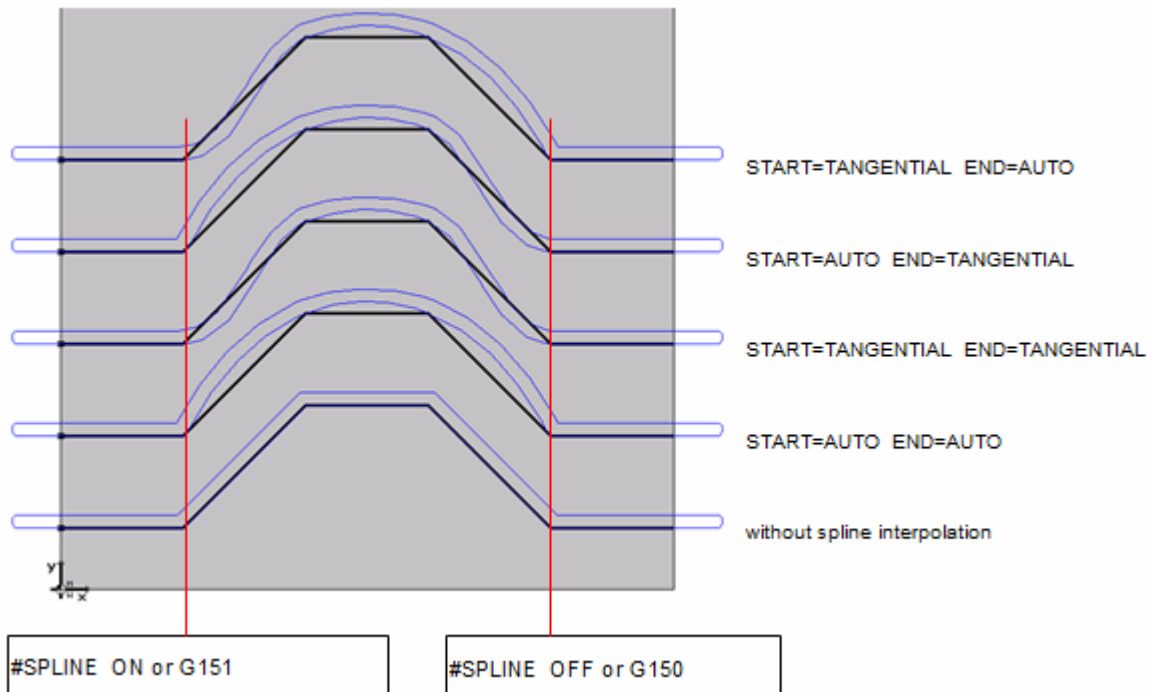 START=TANGENTIAL END=AUTO
START=AUTO END=TANGENTIAL
START=TANGENTIAL END=TANGENTIAL
START=AUTO END=AUTO
without spline interpolation
y
x
#SPLINE ON or G151
#SPLINE OFF or G150